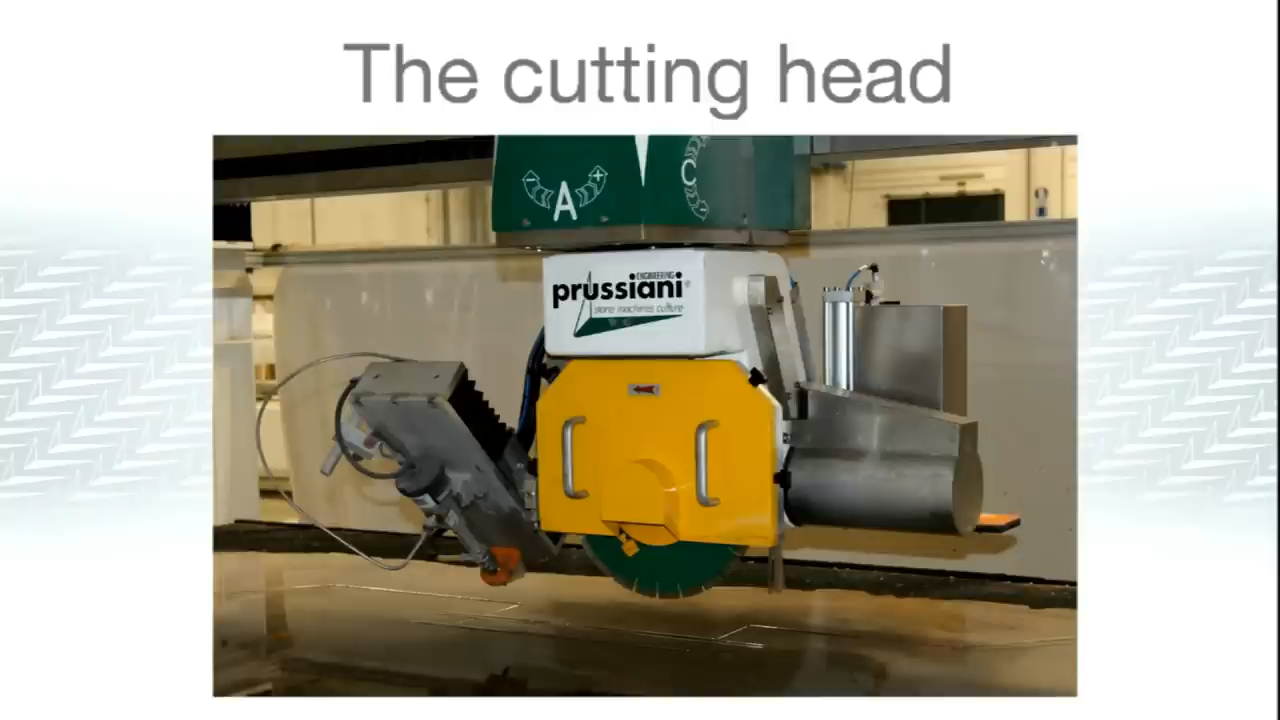 The cutting head
- A +
C -
ENGINEERING
prussiani®
stone machines culture